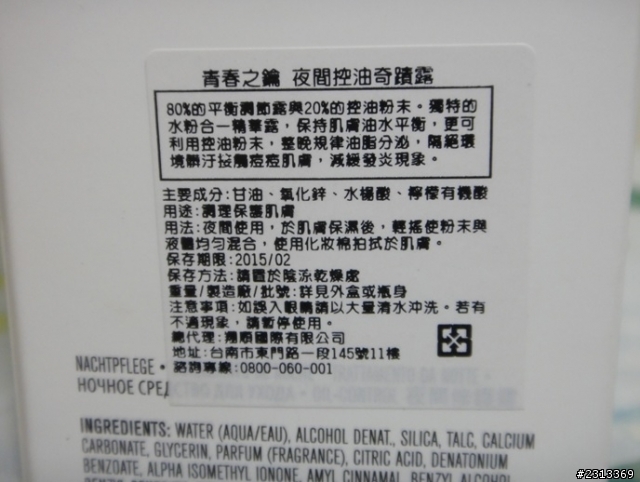 青春之鑰 夜間控油奇蹟露
80%的平衡調節露與20%的控油粉末。獨特的
水粉合一精華露，保持肌膚油水平衡，更可
利用控油粉末，整晚規律油脂分泌，隔絕環
境髒汙接觸痘痘肌膚，減緩發炎現象。
主要成分:甘油、氧化鋅、水楊酸、檸檬有機酸
用途:調理保護肌膚
用法:夜間使用，於肌膚保濕後，輕搖使粉末與
液體均勻混合，使用化妝棉拍拭於肌膚。
保存期限:2015/02
保存方法:請置於陰涼乾燥處
重量/製造廠/批號:詳見外盒或瓶身
注意事項:如誤入眼睛請以大量清水沖洗。若有
不適現象，請暫停使用。
總代理:瀚順國際有限公司
地址:台南市東門路一段145號11樓
諮詢專線:0800-060-001
NACHTPFLEGE •
НОЧНОЕ СРЕД
INGREDIENTS: WATER (AQUA/EAU), ALCOHOL DENAT., SILICA, TALC, CALCIUM
CARBONATE, GLYCERIN, PARFUM (FRAGRANCE), CITRIC ACID, DENATONIUM
BENZOATE, ALPHA ISOMETHYL IONONE, AMYL CINNAMAL, BENZYL ALCOHOL
#2313369